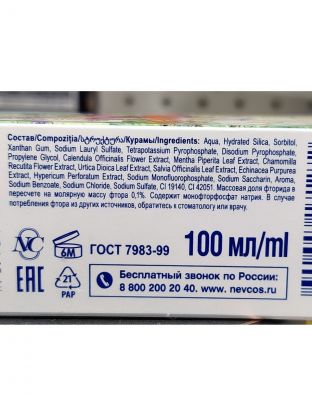 Состав/Compoziția/სტრუქტურა/Курамы/Ingredients: Aqua, Hydrated Silica, Sorbitol,
Xanthan Gum, Sodium Lauryl Sulfate, Tetrapotassium Pyrophosphate, Disodium Pyrophosphate,
Propylene Glycol, Calendula Officinalis Flower Extract, Mentha Piperita Leaf Extract, Chamomilla
Recutita Flower Extract, Urtica Dioica Leaf Extract, Salvia Officinalis Leaf Extract, Echinacea Purpurea
Extract, Hypericum Perforatum Extract, Sodium Monofluorophosphate, Sodium Saccharin, Aroma,
Sodium Benzoate, Sodium Chloride, Sodium Sulfate, CI 19140, CI 42051. Массовая доля фторида в
пересчете на молярную массу фтора 0,1%. Содержит монофторфосфат натрия. В случае
потребления фтора из других источников, обратитесь к стоматологу или врачу.
NC 6M ГОСТ 7983-99 100 мл/ml
EAC 21 PAP
Бесплатный звонок по России:
8 800 200 20 40. www.nevcos.ru